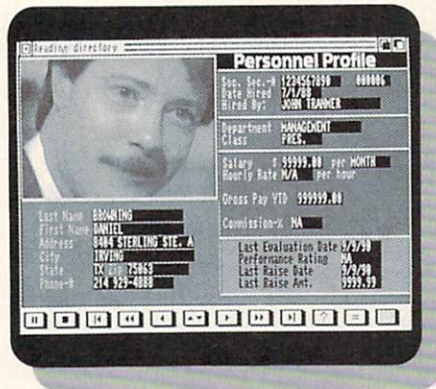 Reading directory
Personnel Profile
Soc. Sec.-# 1234567890 000006
Date Hired 7/1/88
Hired By: JOHN TRANMER
Department MANAGEMENT
Class PRES.
Salary $ 99999.00 per MONTH
Hourly Rate N/A per hour
Gross Pay YTD 999999.00
Commission-% NA
Last Name BROWNING
First Name DANIEL
Address 8404 STERLING STE. A
City IRVING
State TX zip 75063
Phone-# 214 929-4888
Last Evaluation Date 9/9/90
Performance Rating NA
Last Raise Date 9/9/90
Last Raise Amt. 9999.99
? =